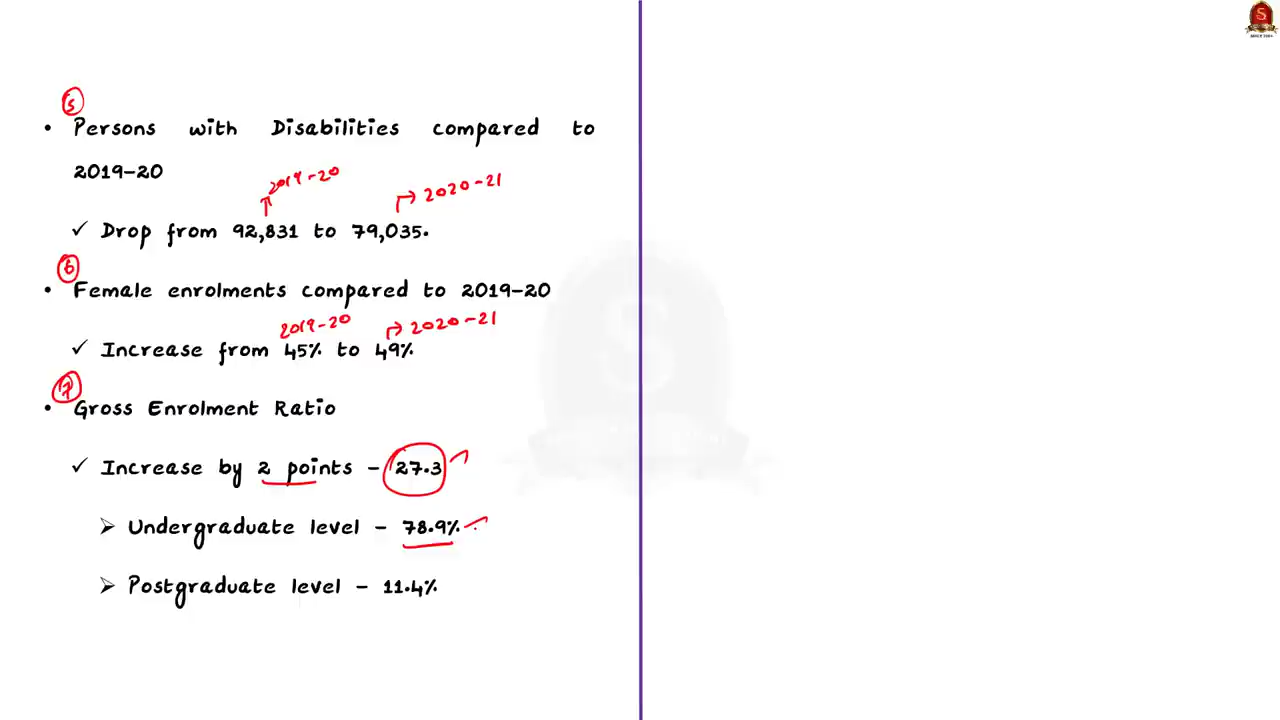 5
• Persons with Disabilities compared to
2019-20
2019-20 → 2020-21
✓ Drop from 92,831 to 79,035.
6
• Female enrolments compared to 2019-20
2019-20 → 2020-21
✓ Increase from 45% to 49%.
7
• Gross Enrolment Ratio
✓ Increase by 2 points - 27.3
➢ Undergraduate level - 78.9%
➢ Postgraduate level - 11.4%
S
S